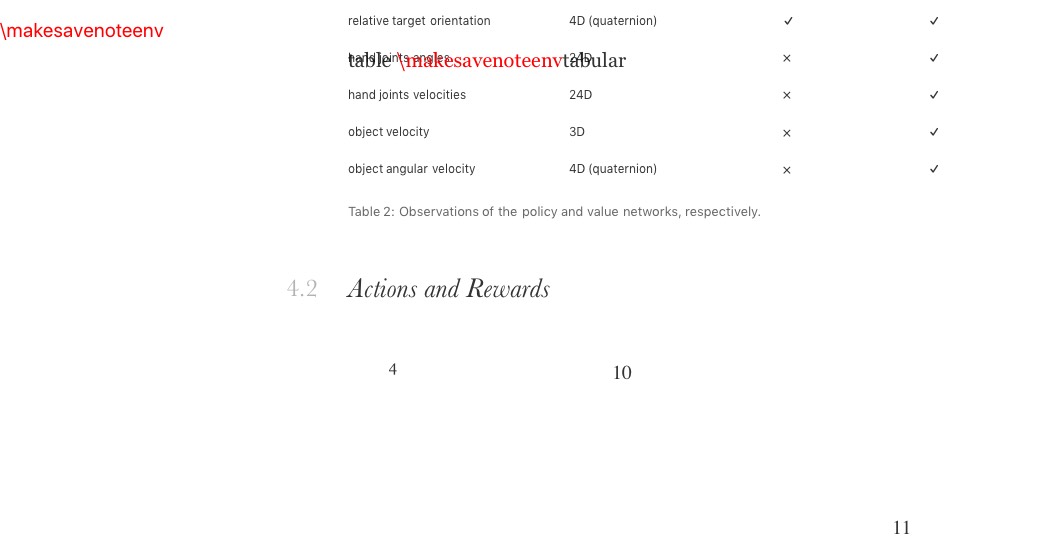 relative target orientation 4D (quaternion) ✓ ✓
\makesavenoteenv
hand joints angles 24D × ✓
table \makesavenoteenvtabular
hand joints velocities 24D × ✓
object velocity 3D × ✓
object angular velocity 4D (quaternion) × ✓
Table 2: Observations of the policy and value networks, respectively.
4.2 Actions and Rewards
4 10
11